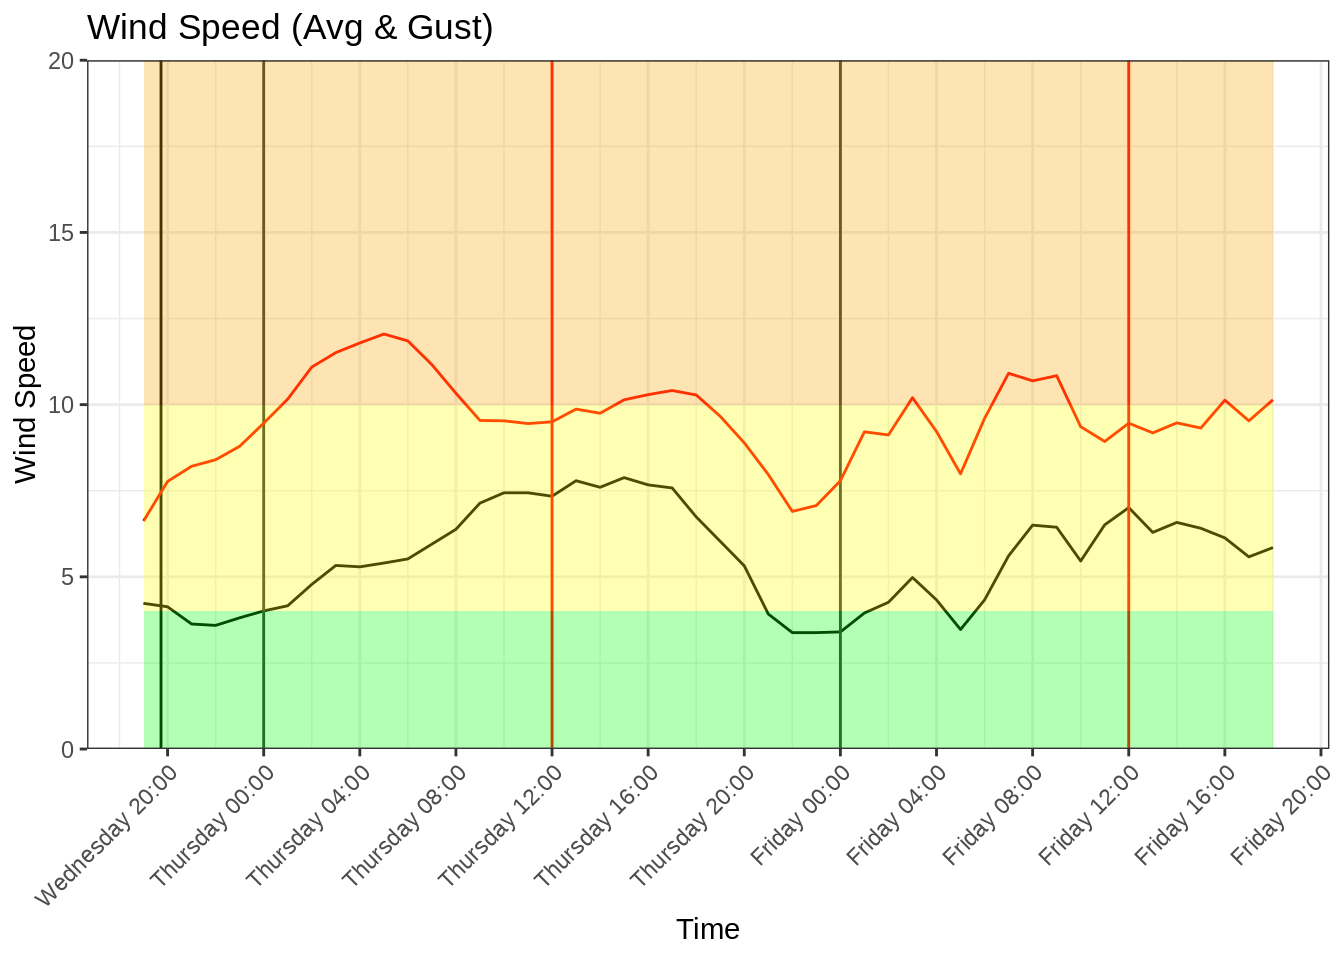 Wind Speed (Avg & Gust)
20
15
10
5
0
Wind Speed
Wednesday 20:00
Thursday 00:00
Thursday 04:00
Thursday 08:00
Thursday 12:00
Thursday 16:00
Thursday 20:00
Friday 00:00
Friday 04:00
Friday 08:00
Friday 12:00
Friday 16:00
Friday 20:00
Time